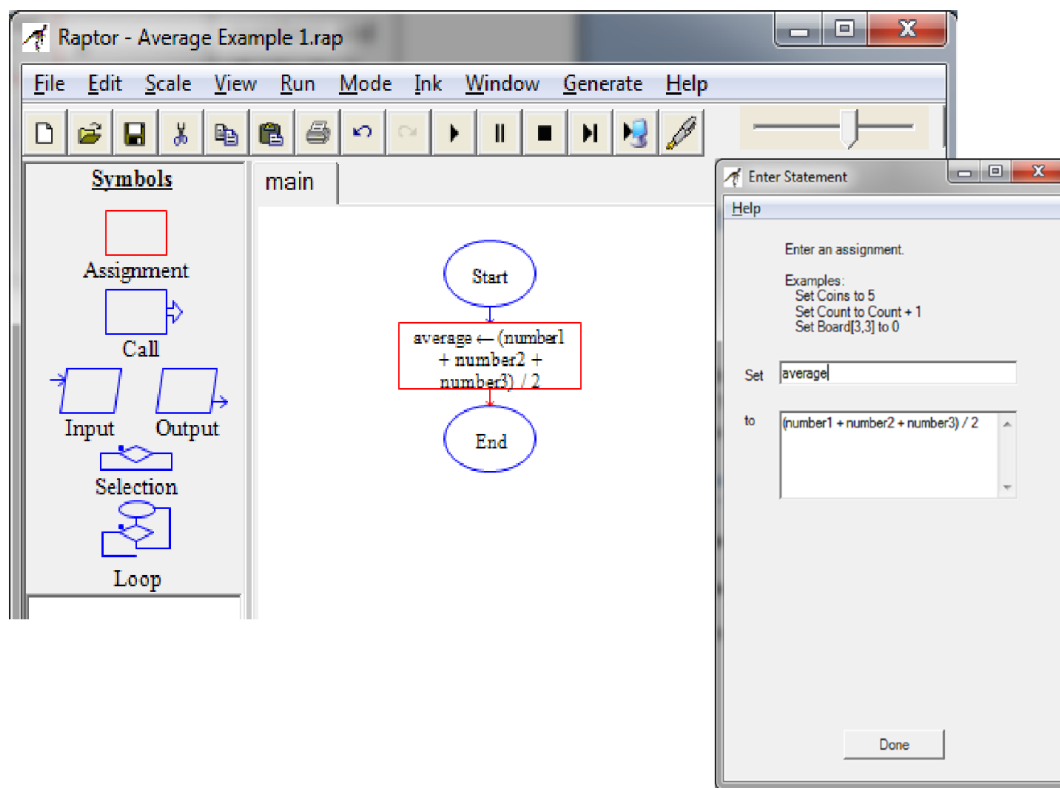 Raptor - Average Example 1.rap
File Edit Scale View Run Mode Ink Window Generate Help
Symbols
Assignment
Call
Input Output
Selection
Loop
main
Start
average ← (number1
+ number2 +
number3) / 2
End
Enter Statement
Help
Enter an assignment.
Examples:
Set Coins to 5
Set Count to Count + 1
Set Board[3,3] to 0
Set average
to (number1 + number2 + number3) / 2
Done